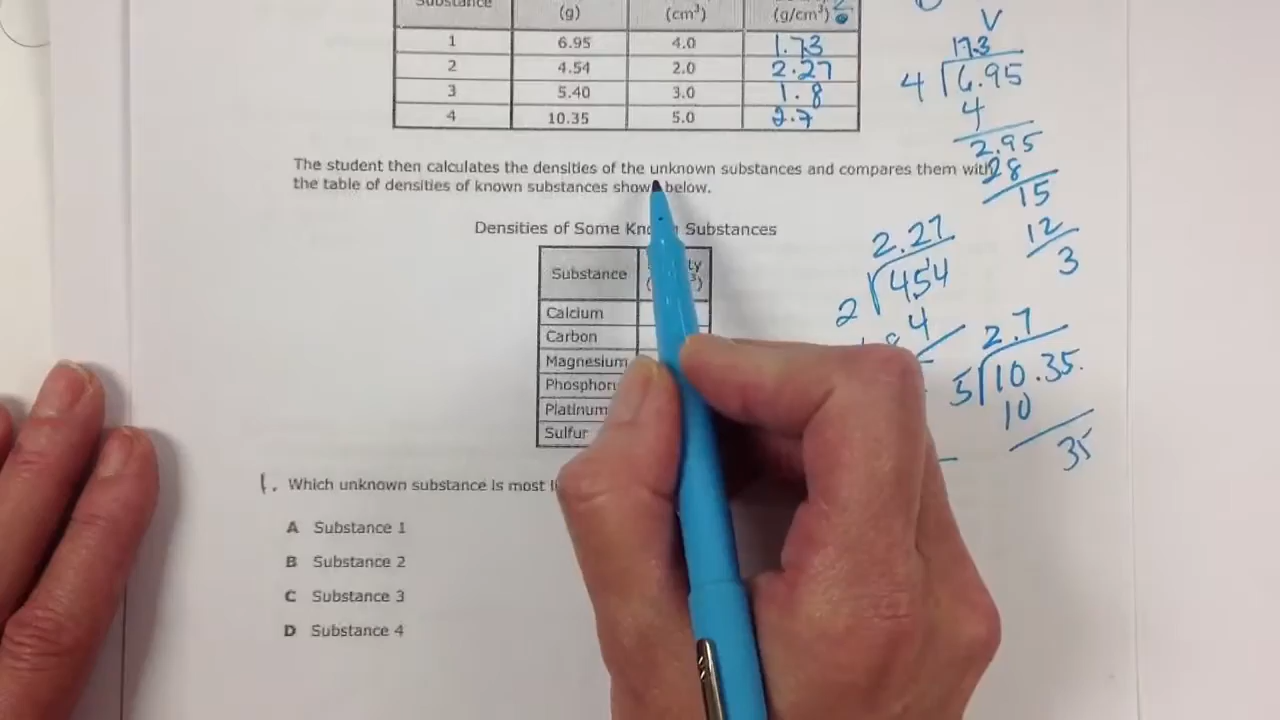 Substance (g) (cm³) (g/cm³)
1 6.95 4.0 1.73
2 4.54 2.0 2.27
3 5.40 3.0 1.8
4 10.35 5.0 2.7
The student then calculates the densities of the unknown substances and compares them with
the table of densities of known substances show below.
Densities of Some Substances
Substance
Calcium
Carbon
Magnesium
Platinum
Sulfur
1. Which unknown substance is most
A Substance 1
B Substance 2
C Substance 3
D Substance 4
V
1.73
4 6.95
4
2.95
28
15
12
3
2.27
2 4.54
4
2.7
5 10.35
10
35